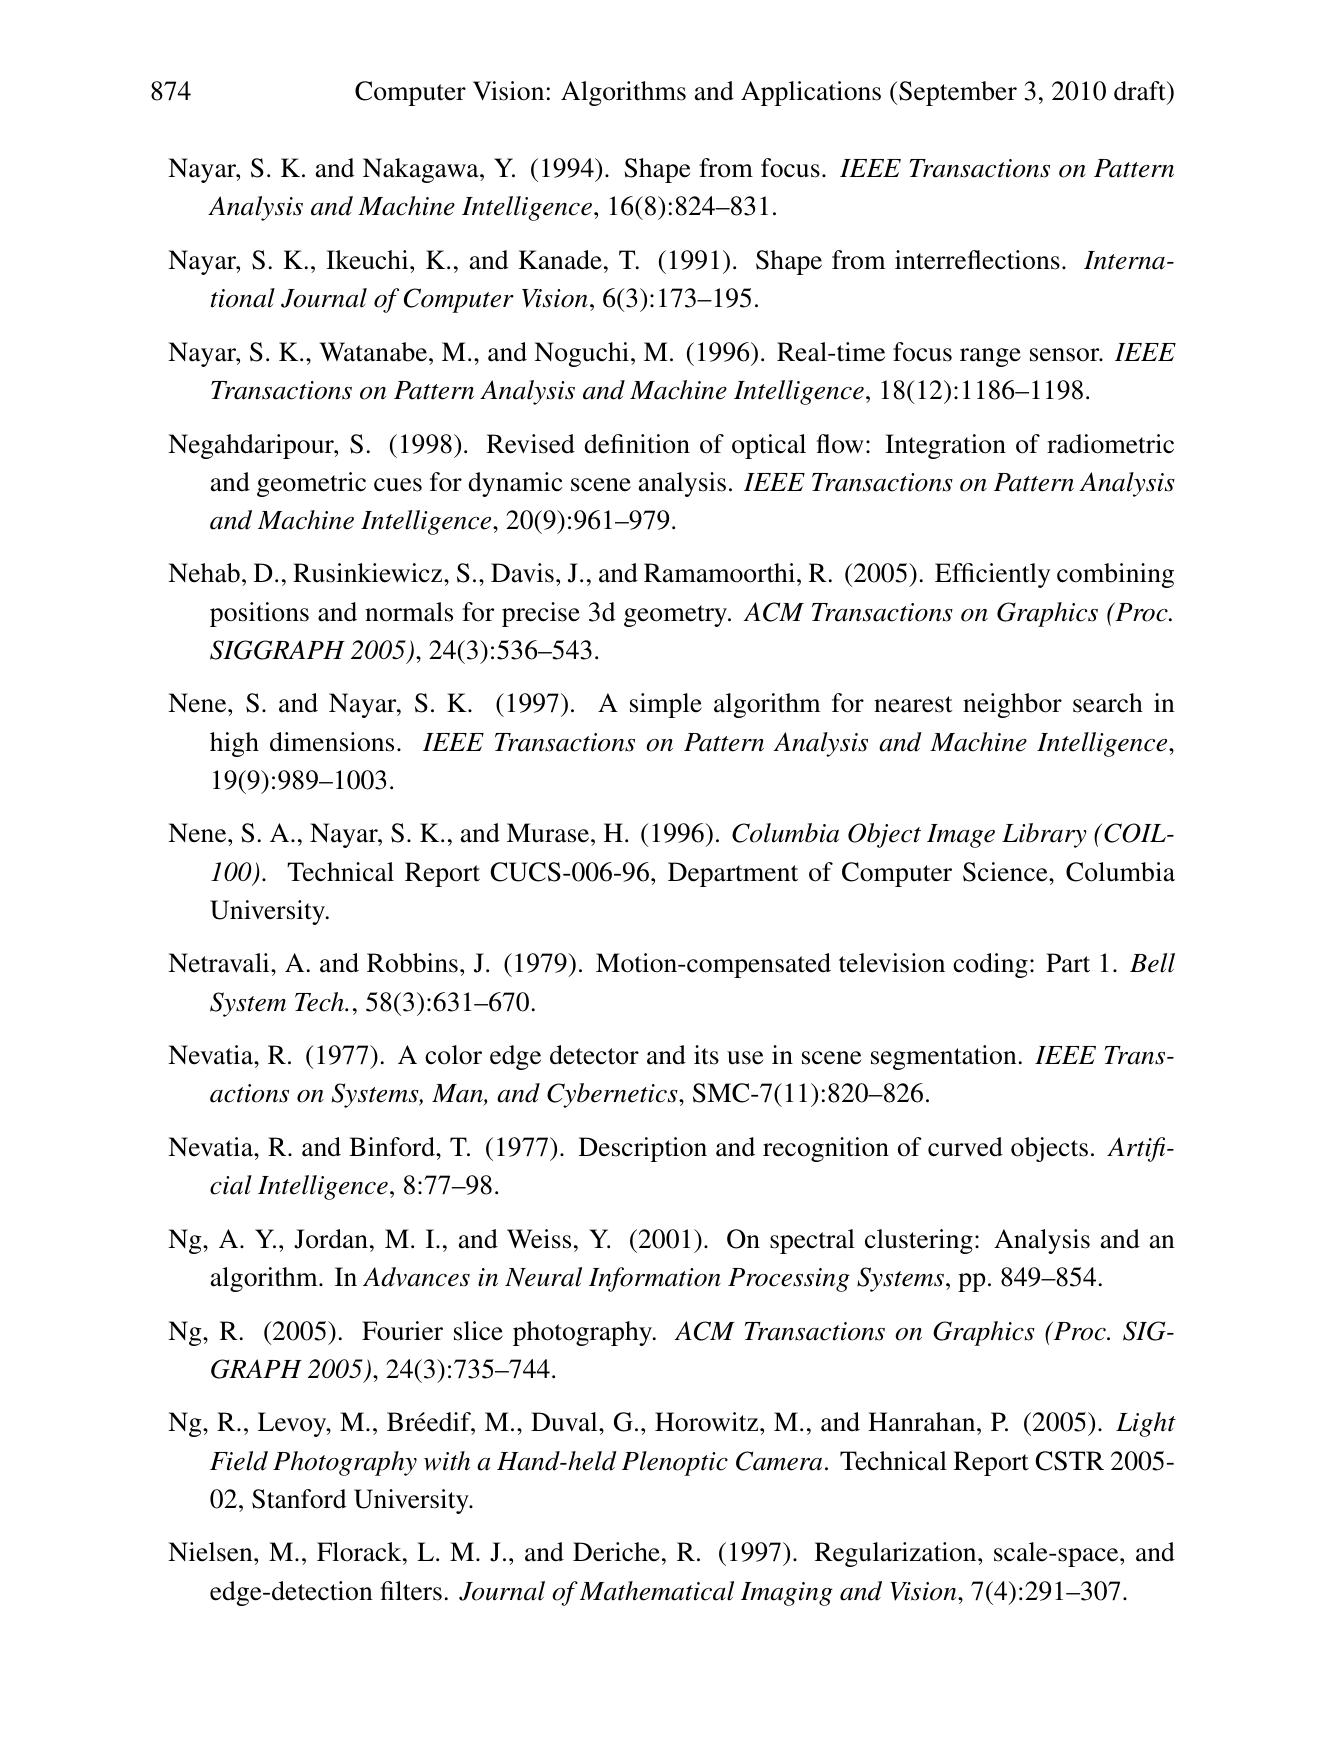 874 Computer Vision: Algorithms and Applications (September 3, 2010 draft)
Nayar, S. K. and Nakagawa, Y. (1994). Shape from focus. IEEE Transactions on Pattern
Analysis and Machine Intelligence, 16(8):824–831.
Nayar, S. K., Ikeuchi, K., and Kanade, T. (1991). Shape from interreflections. Interna-
tional Journal of Computer Vision, 6(3):173–195.
Nayar, S. K., Watanabe, M., and Noguchi, M. (1996). Real-time focus range sensor. IEEE
Transactions on Pattern Analysis and Machine Intelligence, 18(12):1186–1198.
Negahdaripour, S. (1998). Revised definition of optical flow: Integration of radiometric
and geometric cues for dynamic scene analysis. IEEE Transactions on Pattern Analysis
and Machine Intelligence, 20(9):961–979.
Nehab, D., Rusinkiewicz, S., Davis, J., and Ramamoorthi, R. (2005). Efficiently combining
positions and normals for precise 3d geometry. ACM Transactions on Graphics (Proc.
SIGGRAPH 2005), 24(3):536–543.
Nene, S. and Nayar, S. K. (1997). A simple algorithm for nearest neighbor search in
high dimensions. IEEE Transactions on Pattern Analysis and Machine Intelligence,
19(9):989–1003.
Nene, S. A., Nayar, S. K., and Murase, H. (1996). Columbia Object Image Library (COIL-
100). Technical Report CUCS-006-96, Department of Computer Science, Columbia
University.
Netravali, A. and Robbins, J. (1979). Motion-compensated television coding: Part 1. Bell
System Tech., 58(3):631–670.
Nevatia, R. (1977). A color edge detector and its use in scene segmentation. IEEE Trans-
actions on Systems, Man, and Cybernetics, SMC-7(11):820–826.
Nevatia, R. and Binford, T. (1977). Description and recognition of curved objects. Artifi-
cial Intelligence, 8:77–98.
Ng, A. Y., Jordan, M. I., and Weiss, Y. (2001). On spectral clustering: Analysis and an
algorithm. In Advances in Neural Information Processing Systems, pp. 849–854.
Ng, R. (2005). Fourier slice photography. ACM Transactions on Graphics (Proc. SIG-
GRAPH 2005), 24(3):735–744.
Ng, R., Levoy, M., Bréedif, M., Duval, G., Horowitz, M., and Hanrahan, P. (2005). Light
Field Photography with a Hand-held Plenoptic Camera. Technical Report CSTR 2005-
02, Stanford University.
Nielsen, M., Florack, L. M. J., and Deriche, R. (1997). Regularization, scale-space, and
edge-detection filters. Journal of Mathematical Imaging and Vision, 7(4):291–307.